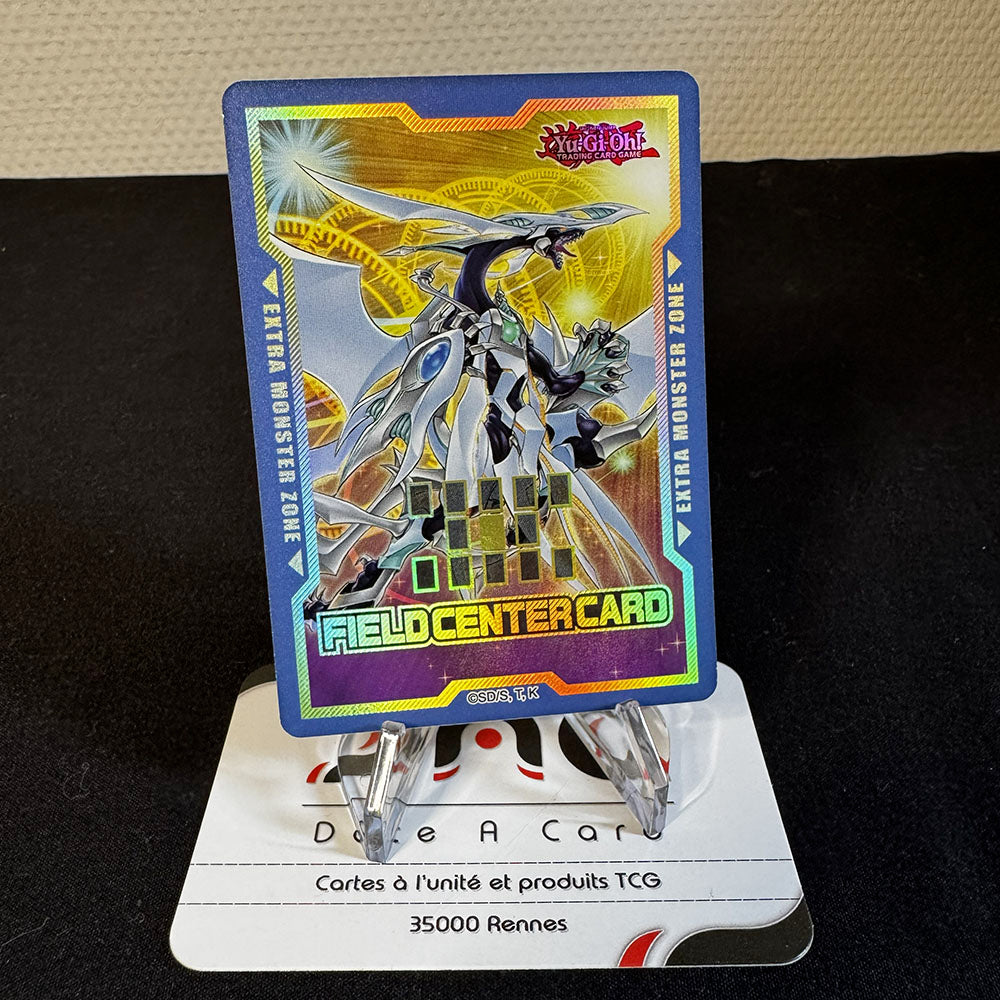 Yu-Gi-Oh!
TRADING CARD GAME
EXTRA MONSTER ZONE
EXTRA MONSTER ZONE
FIELD CENTER CARD
©SD/S, T, K
A Card
Cartes à l'unité et produits TCG
35000 Rennes